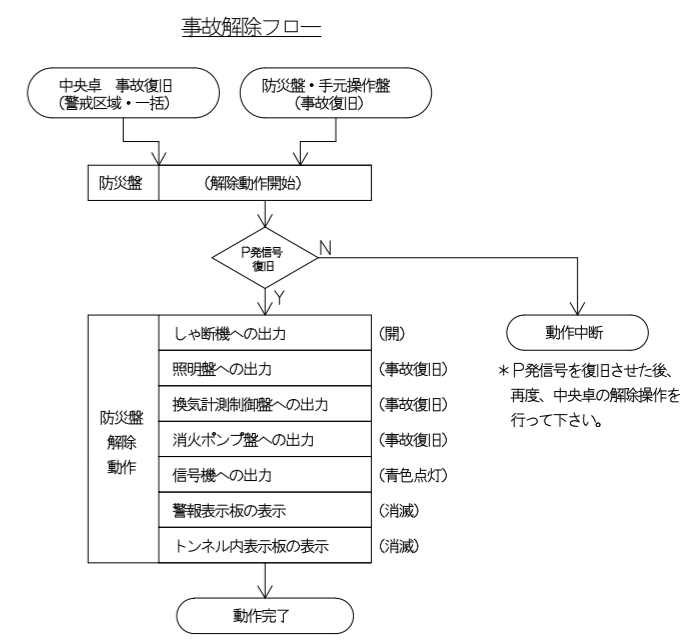 事故解除フロー
中央卓　事故復旧
（警戒区域・一括）
防災盤・手元操作盤
（事故復旧）
防災盤
（解除動作開始）
P発信号
復旧
N
Y
動作中断
＊P発信号を復旧させた後、
再度、中央卓の解除操作を
行って下さい。
防災盤
解除
動作
しゃ断機への出力
（開）
照明盤への出力
（事故復旧）
換気計測制御盤への出力
（事故復旧）
消火ポンプ盤への出力
（事故復旧）
信号機への出力
（青色点灯）
警報表示板の表示
（消滅）
トンネル内表示板の表示
（消滅）
動作完了